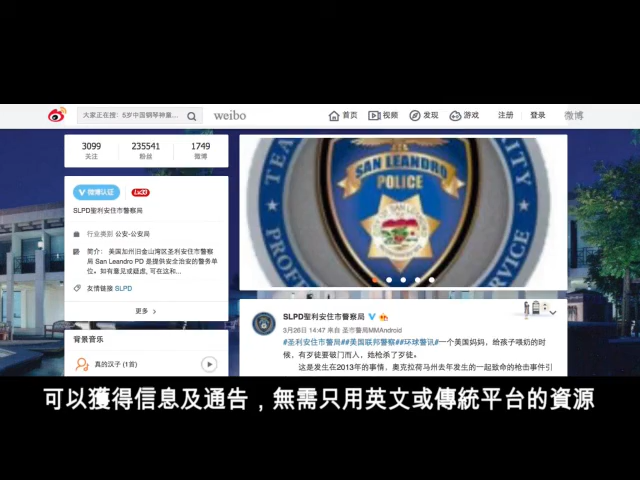 大家正在搜：5岁中国钢琴神童...
weibo
首页
视频
发现
游戏
注册
登录
微博
3099
235541
1749
关注
粉丝
微博
微博认证
Lv30
SLPD聖利安住市警察局
行业类别 公安-公安局
简介： 美国加州旧金山湾区圣利安住市警察
局 San Leandro PD 是提供安全治安的警务单
位。如有意见或疑虑, 可在这和...
友情链接 SLPD
更多 >
背景音乐
真的汉子 (1首)
SAN LEANDRO
POLICE
SLPD聖利安住市警察局
3月26日 14:47 来自 圣市警局MMAndroid
#圣利安住市警局##美国联邦警察##环球警讯#一个美国妈妈，给孩子喂奶的时
候，有歹徒要破门而人，她枪杀了歹徒。
这是发生在2013年的事情，奥克拉荷马州去年发生的一起致命的枪击事件引
可以獲得信息及通告，無需只用英文或傳統平台的資源